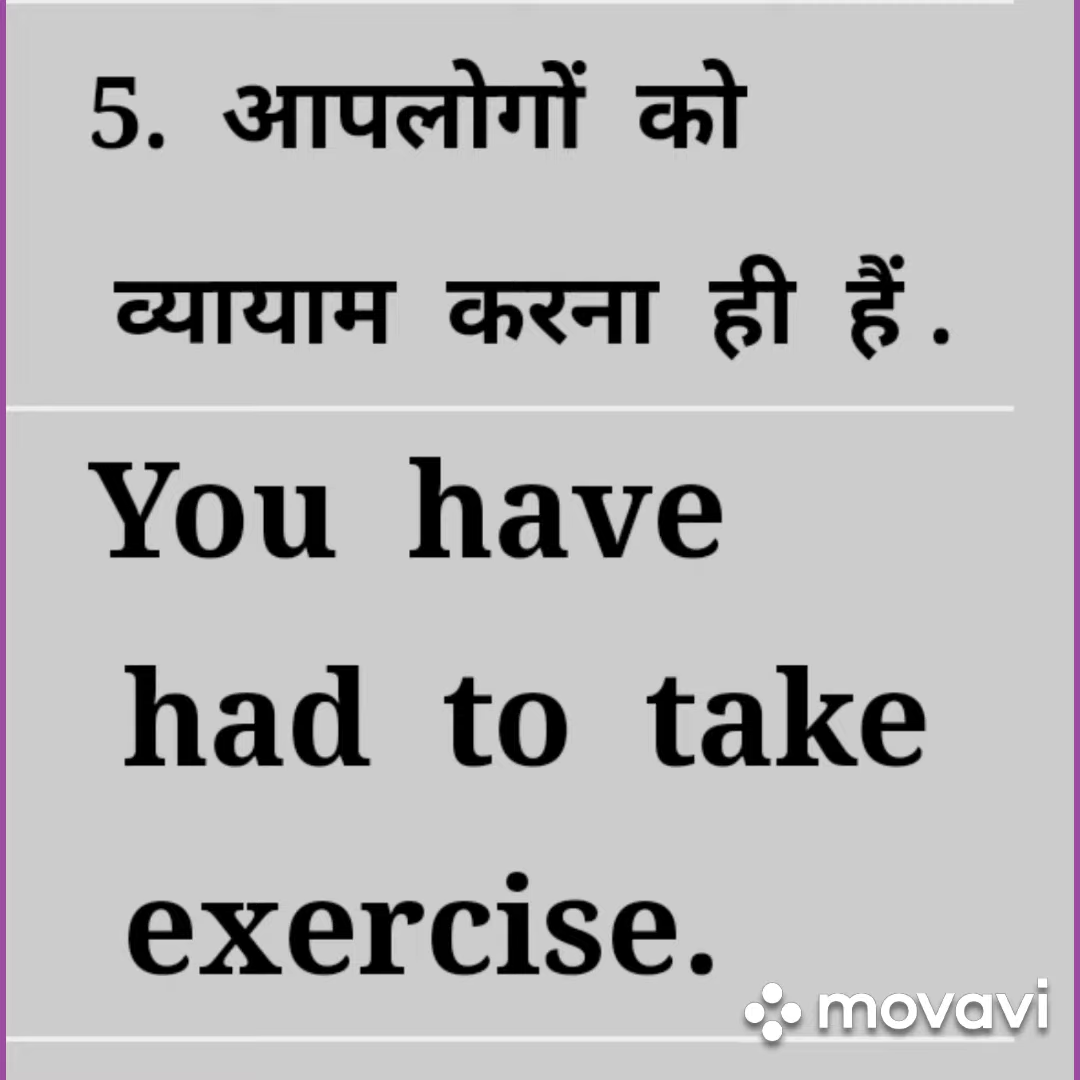 5. आपलोगों को
व्यायाम करना ही हैं .
You have
had to take
exercise.
movavi